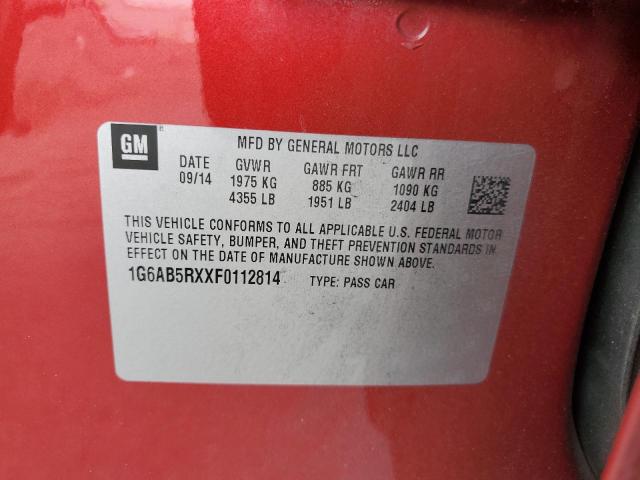 GM
MFD BY GENERAL MOTORS LLC
DATE GVWR GAWR FRT GAWR RR
09/14 1975 KG 885 KG 1090 KG
4355 LB 1951 LB 2404 LB
THIS VEHICLE CONFORMS TO ALL APPLICABLE U.S. FEDERAL MOTOR
VEHICLE SAFETY, BUMPER, AND THEFT PREVENTION STANDARDS IN
EFFECT ON THE DATE OF MANUFACTURE SHOWN ABOVE.
1G6AB5RXXF0112814 TYPE: PASS CAR